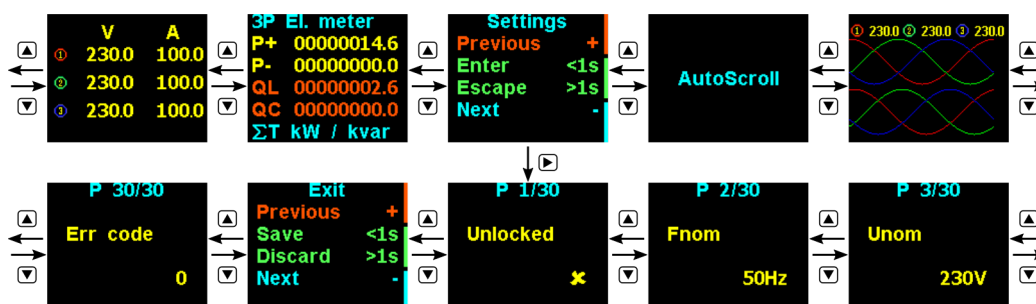 V A
1 230.0 100.0
2 230.0 100.0
3 230.0 100.0
3P El. meter
P+ 00000014.6
P- 00000000.0
QL 00000002.6
QC 00000000.0
ΣT kW / kvar
Settings
Previous +
Enter <1s
Escape >1s
Next -
AutoScroll
1 230.0 2 230.0 3 230.0
P 30/30
Err code
0
Exit
Previous +
Save <1s
Discard >1s
Next -
P 1/30
Unlocked
✘
P 2/30
Fnom
50Hz
P 3/30
Unom
230V